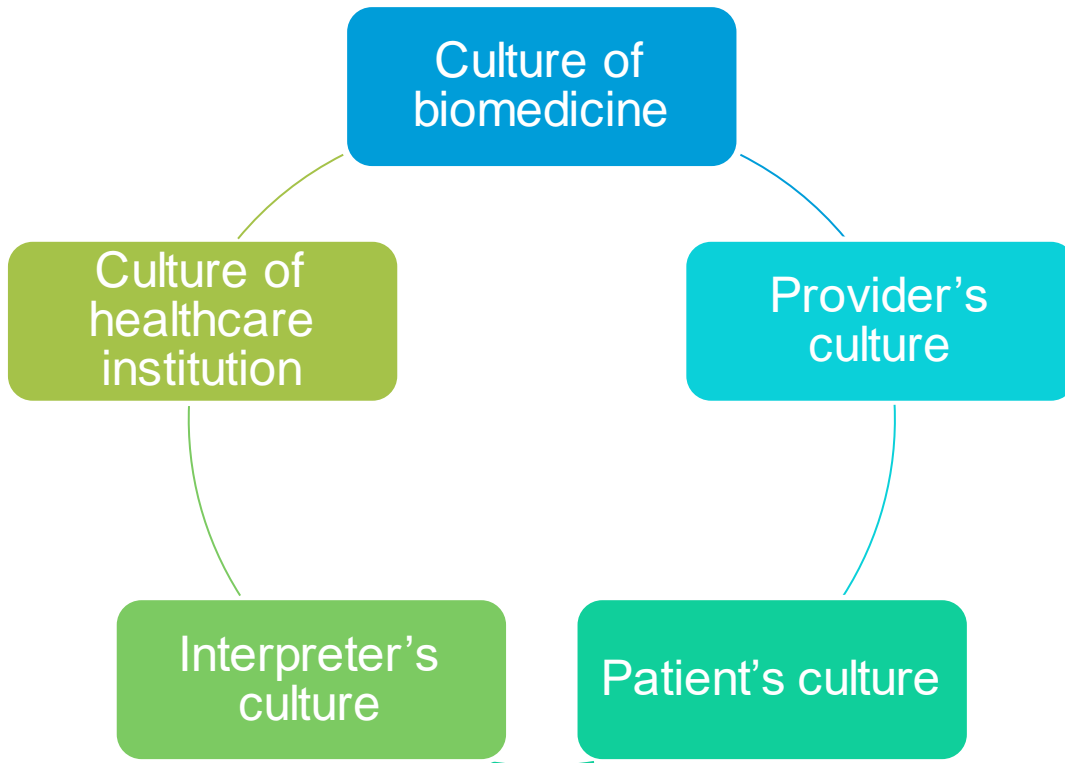 Culture of
biomedicine
Provider’s
culture
Patient’s culture
Interpreter’s
culture
Culture of
healthcare
institution